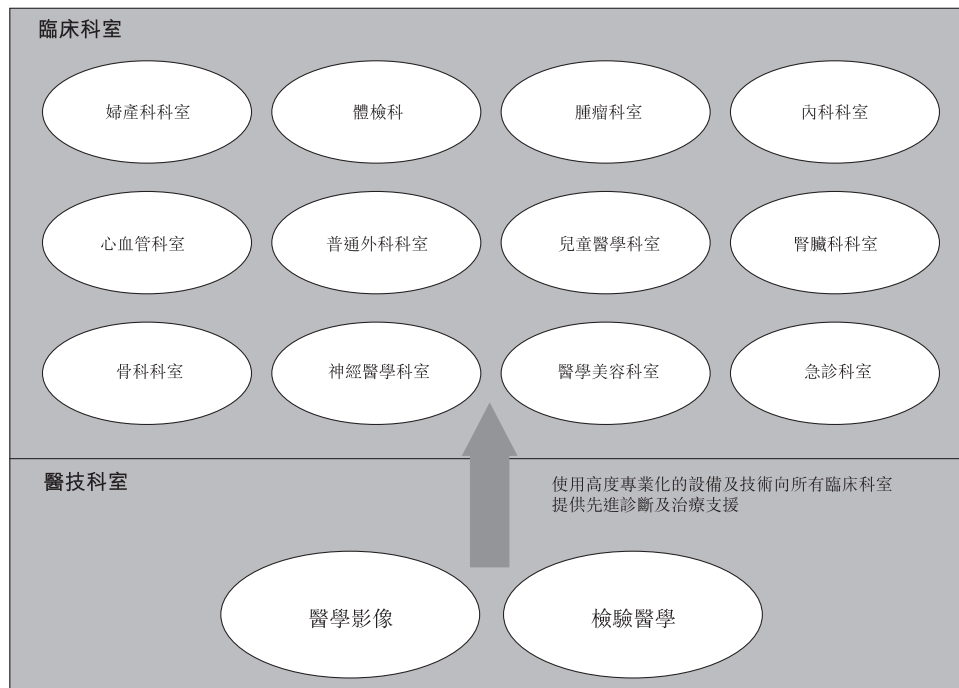 臨床科室
婦產科科室
體檢科
腫瘤科室
內科科室
心血管科室
普通外科科室
兒童醫學科室
腎臟科科室
骨科科室
神經醫學科室
醫學美容科室
急診科室
醫技科室
使用高度專業化的設備及技術向所有臨床科室
提供先進診斷及治療支援
醫學影像
檢驗醫學